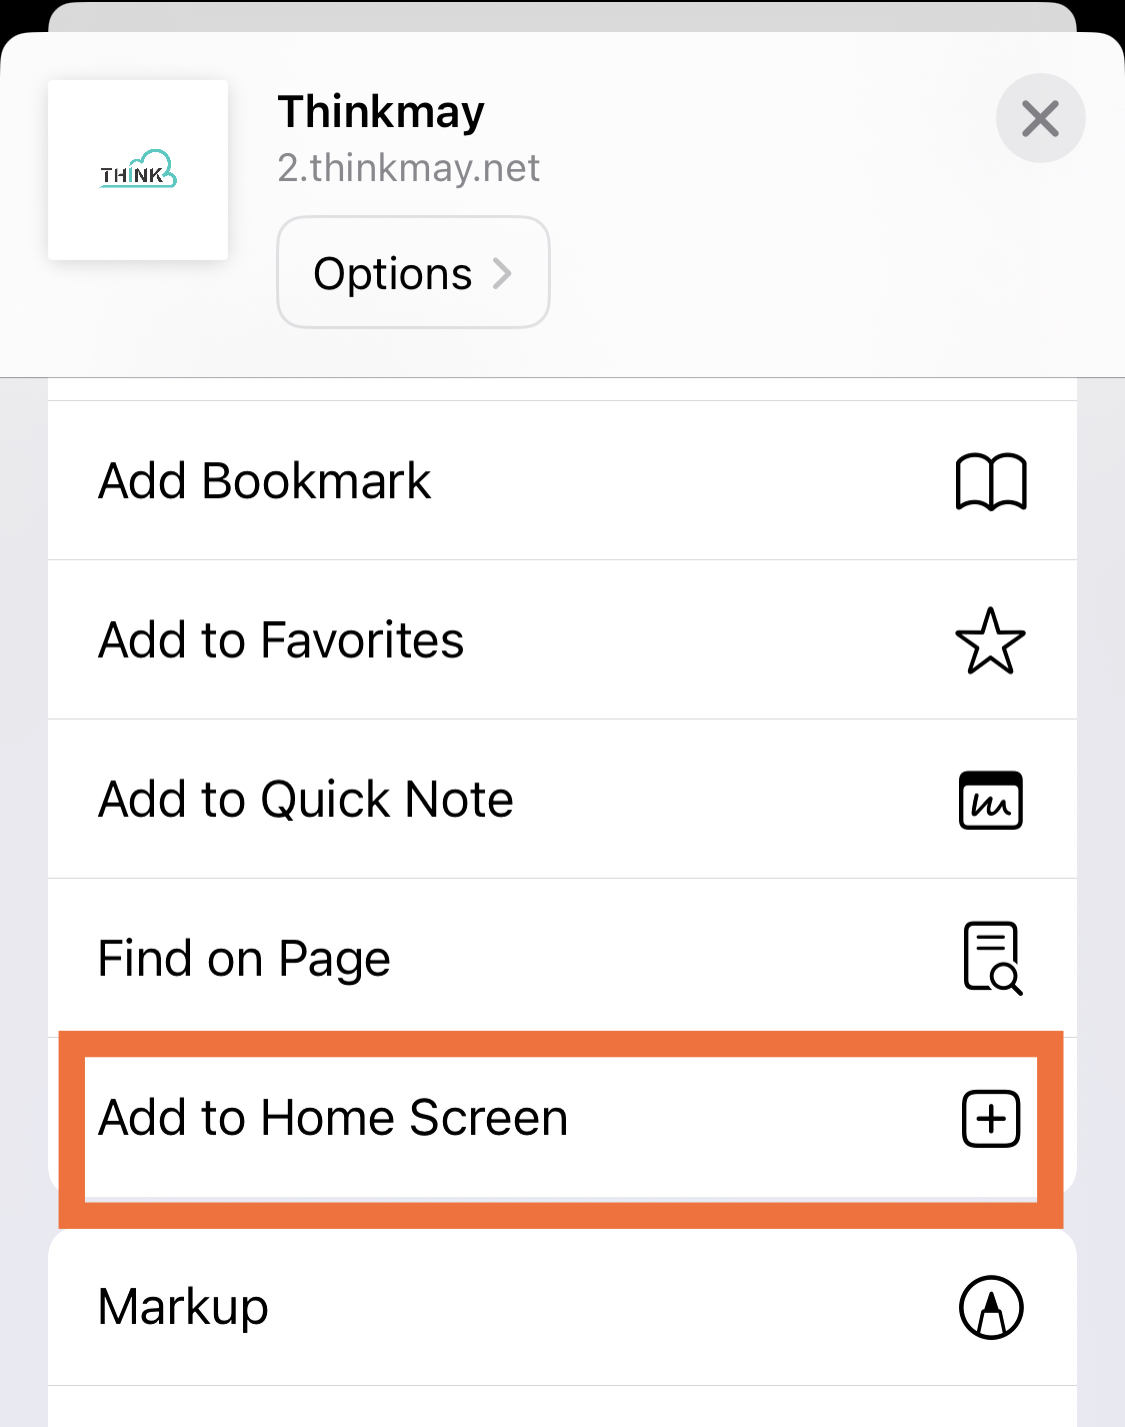 THINK
Thinkmay
2.thinkmay.net
Options
Add Bookmark
Add to Favorites
Add to Quick Note
Find on Page
Add to Home Screen
Markup